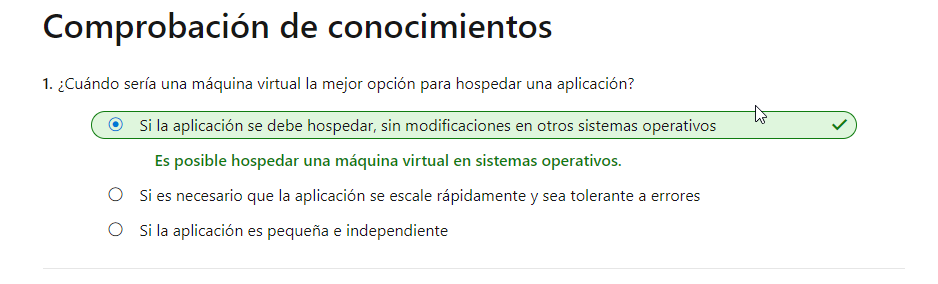 Comprobación de conocimientos
1. ¿Cuándo sería una máquina virtual la mejor opción para hospedar una aplicación?
Si la aplicación se debe hospedar, sin modificaciones en otros sistemas operativos
Es posible hospedar una máquina virtual en sistemas operativos.
Si es necesario que la aplicación se escale rápidamente y sea tolerante a errores
Si la aplicación es pequeña e independiente